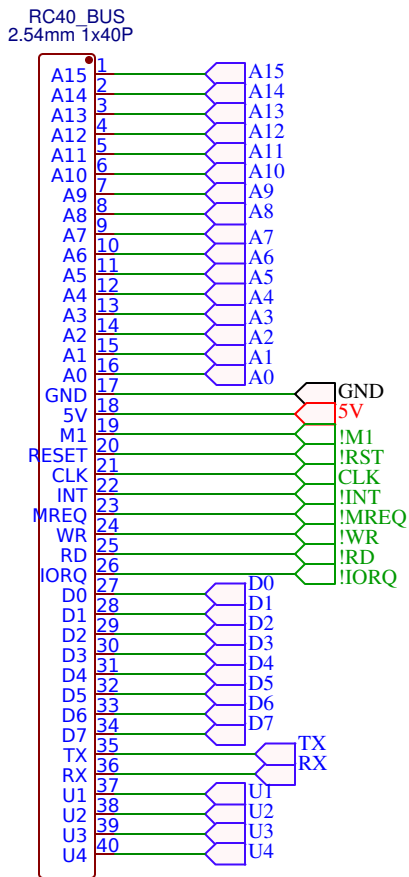 RC40_BUS
2.54mm 1x40P
A15 1 A15
A14 2 A14
A13 3 A13
A12 4 A12
A11 5 A11
A10 6 A10
A9 7 A9
A8 8 A8
A7 9 A7
A6 10 A6
A5 11 A5
A4 12 A4
A3 13 A3
A2 14 A2
A1 15 A1
A0 16 A0
GND 17 GND
5V 18 5V
M1 19 !M1
RESET 20 !RST
CLK 21 CLK
INT 22 !INT
MREQ 23 !MREQ
WR 24 !WR
RD 25 !RD
IORQ 26 !IORQ
D0 27 D0
D1 28 D1
D2 29 D2
D3 30 D3
D4 31 D4
D5 32 D5
D6 33 D6
D7 34 D7
TX 35 TX
RX 36 RX
U1 37 U1
U2 38 U2
U3 39 U3
U4 40 U4